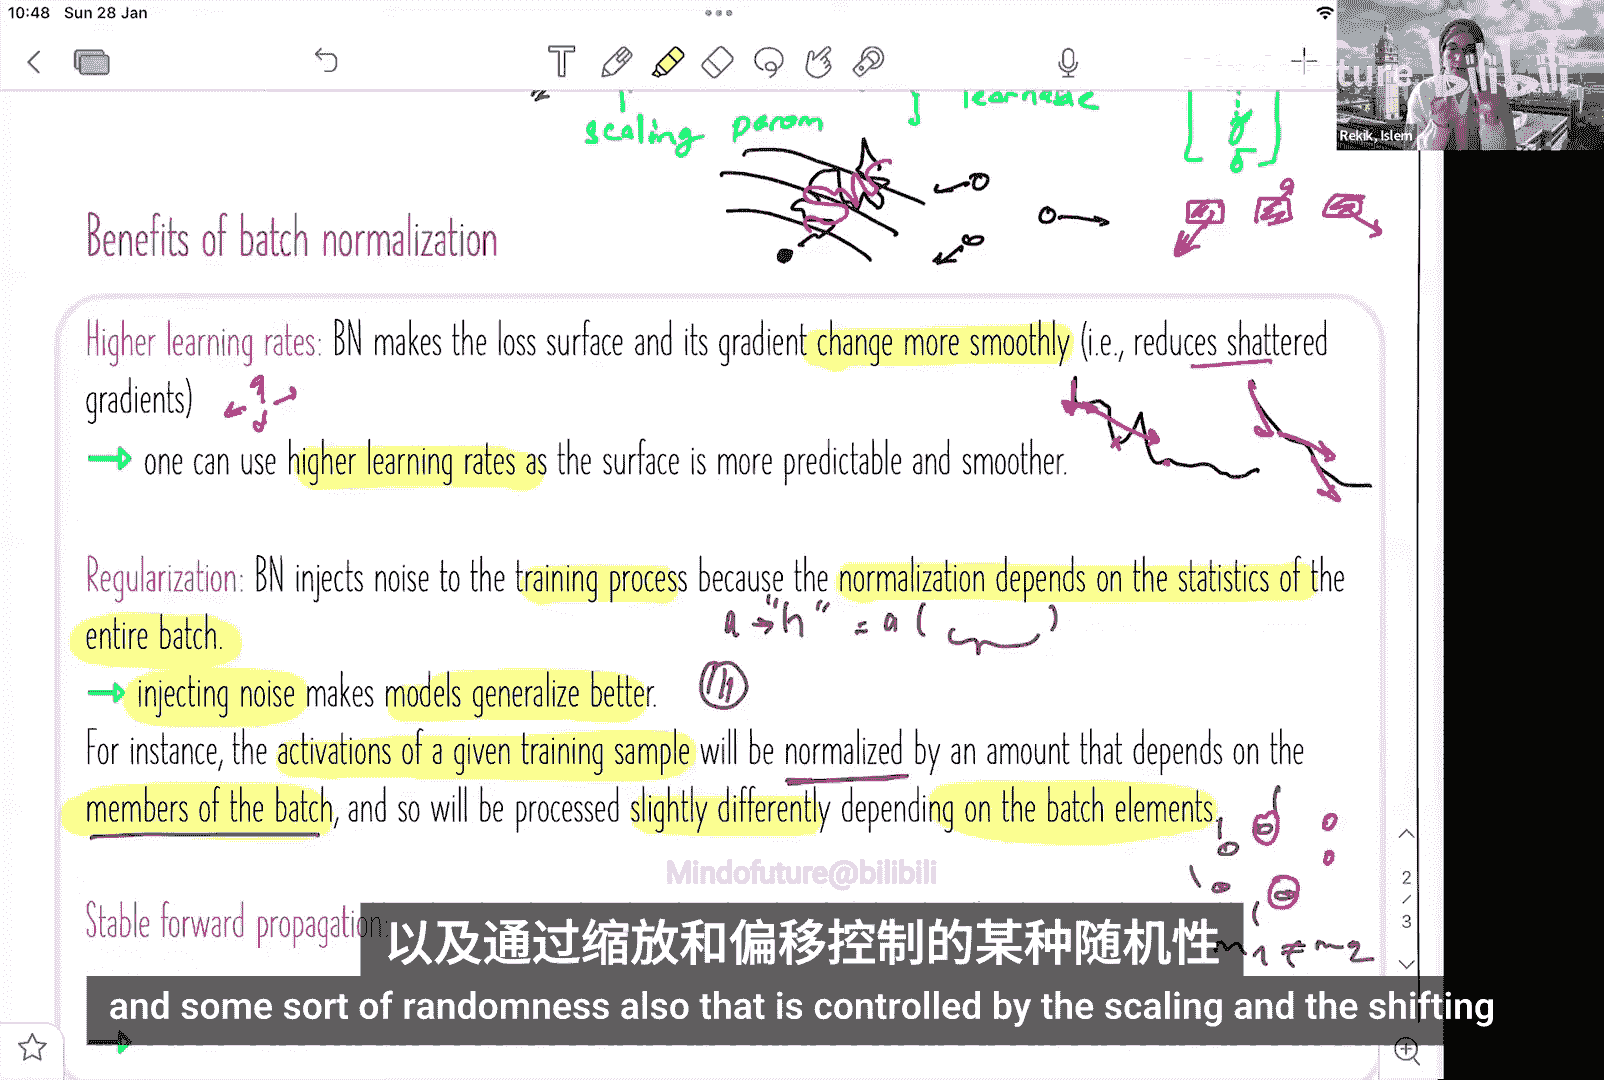 10:48 Sun 28 Jan
ture bilibili
Rekik, Islem
learnable
scaling param
Benefits of batch normalization
Higher learning rates: BN makes the loss surface and its gradient change more smoothly (i.e., reduces shattered
gradients)
→ one can use higher learning rates as the surface is more predictable and smoother.
Regularization: BN injects noise to the training process because the normalization depends on the statistics of the
entire batch.
a → "h" = a ( )
→ injecting noise makes models generalize better.
For instance, the activations of a given training sample will be normalized by an amount that depends on the
members of the batch, and so will be processed slightly differently depending on the batch elements.
Mindofuture@bilibili
2
3
Stable forward propagation:
m1 ≠ m2
以及通过缩放和偏移控制的某种随机性
and some sort of randomness also that is controlled by the scaling and the shifting